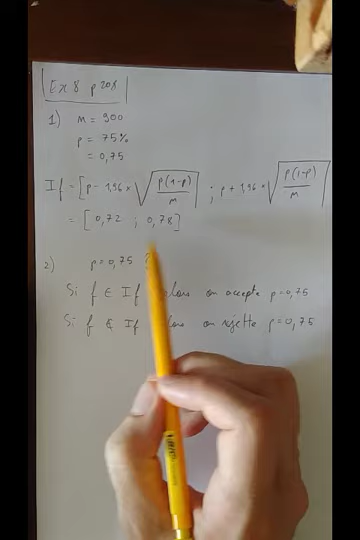 Ex 8 p 208
1) n = 900
p = 75%
= 0,75
If = [p - 1,96 × √(p(1-p)/n) ; p + 1,96 × √(p(1-p)/n)]
= [0,72 ; 0,78]
2) p = 0,75
Si f ∈ If alors on accepte p = 0,75
Si f ∉ If alors on rejette p = 0,75